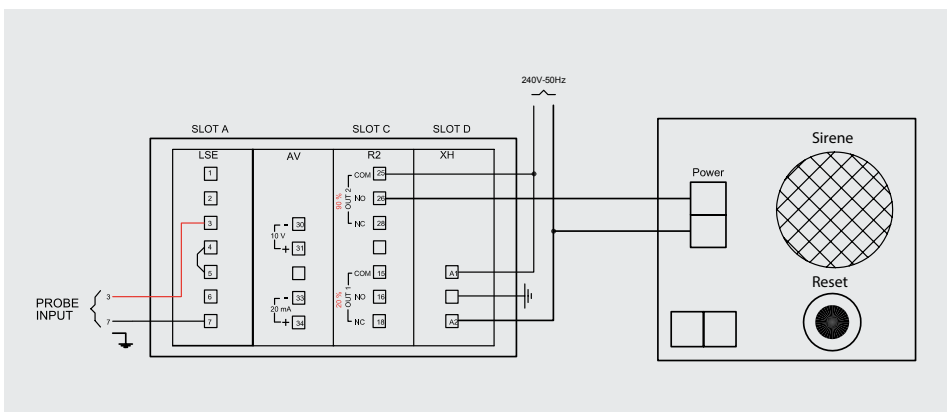 240V-50Hz
SLOT A
SLOT C
SLOT D
LSE
AV
R2
XH
1
2
3
4
5
6
7
10 V
- 30
+ 31
20 mA
- 33
+ 34
90 %
OUT 2
COM 25
NO 26
NC 28
20 %
OUT 1
COM 15
NO 16
NC 18
A1
A2
PROBE
INPUT
3
7
Power
Sirene
Reset